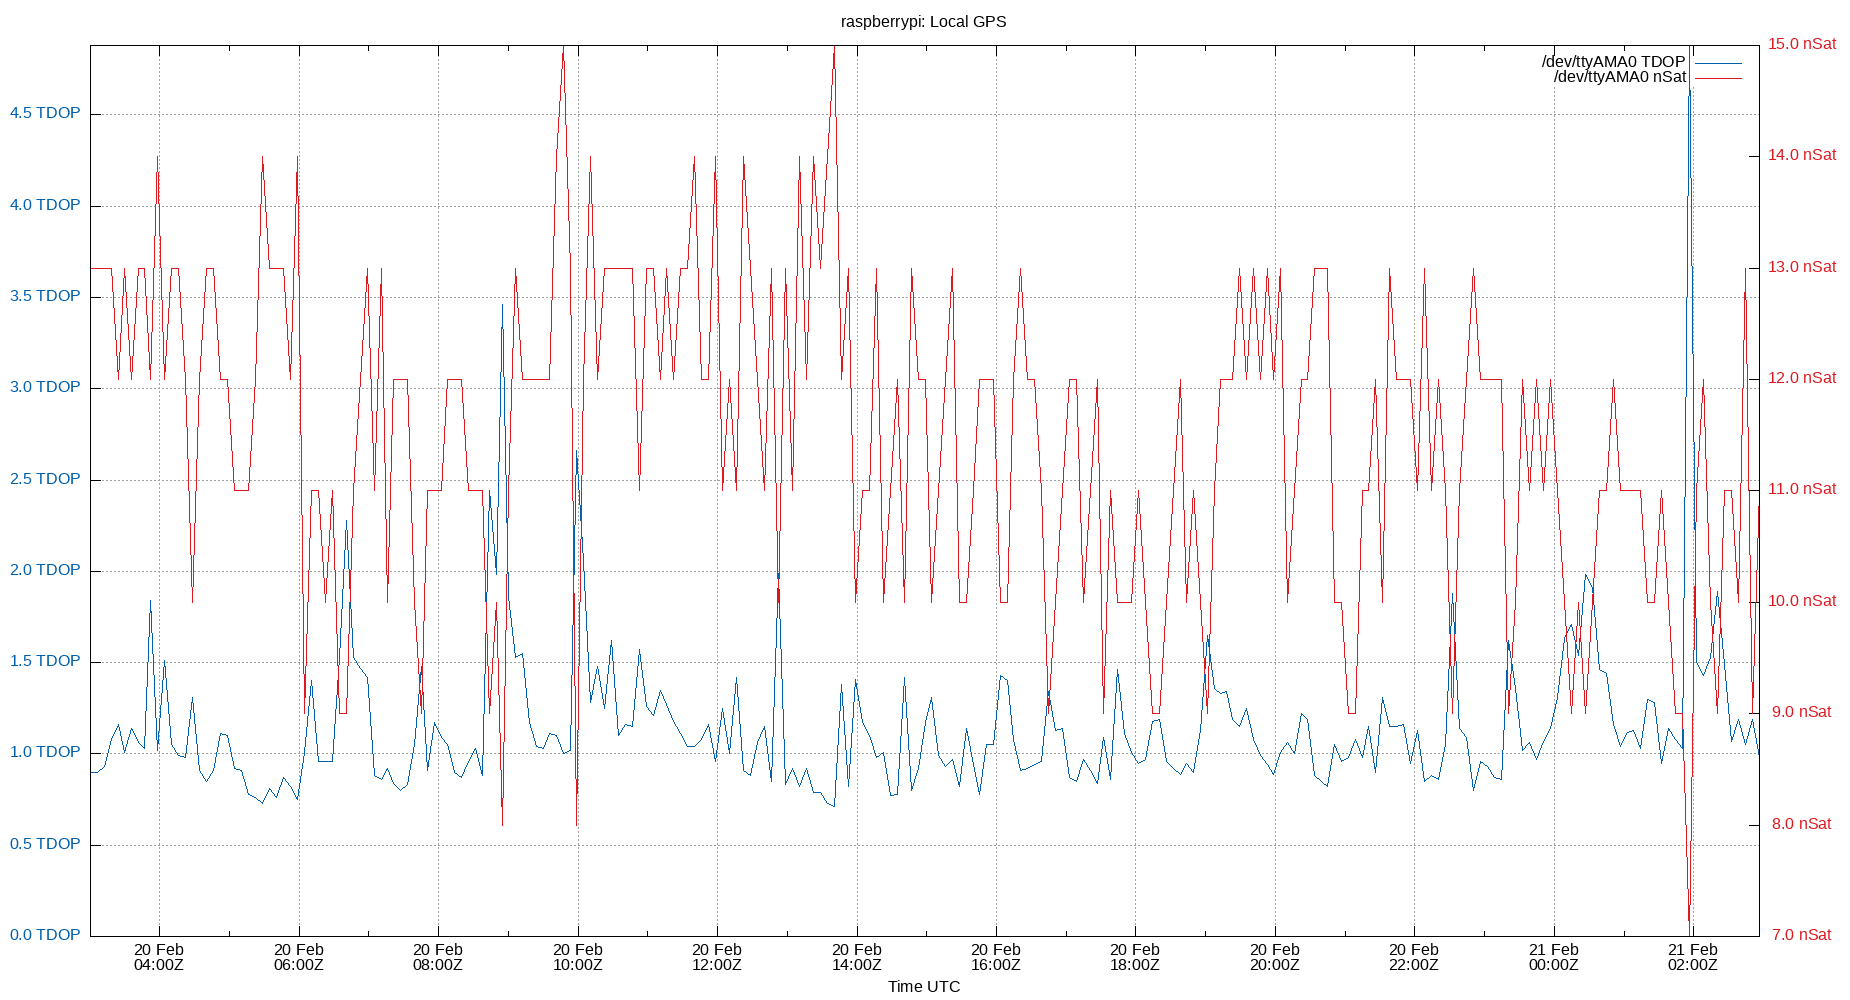 raspberrypi: Local GPS
/dev/ttyAMA0 TDOP
/dev/ttyAMA0 nSat
4.5 TDOP
4.0 TDOP
3.5 TDOP
3.0 TDOP
2.5 TDOP
2.0 TDOP
1.5 TDOP
1.0 TDOP
0.5 TDOP
0.0 TDOP
15.0 nSat
14.0 nSat
13.0 nSat
12.0 nSat
11.0 nSat
10.0 nSat
9.0 nSat
8.0 nSat
7.0 nSat
20 Feb 20 Feb 20 Feb 20 Feb 20 Feb 20 Feb 20 Feb 20 Feb 20 Feb 20 Feb 21 Feb 21 Feb
04:00Z 06:00Z 08:00Z 10:00Z 12:00Z 14:00Z 16:00Z 18:00Z 20:00Z 22:00Z 00:00Z 02:00Z
Time UTC